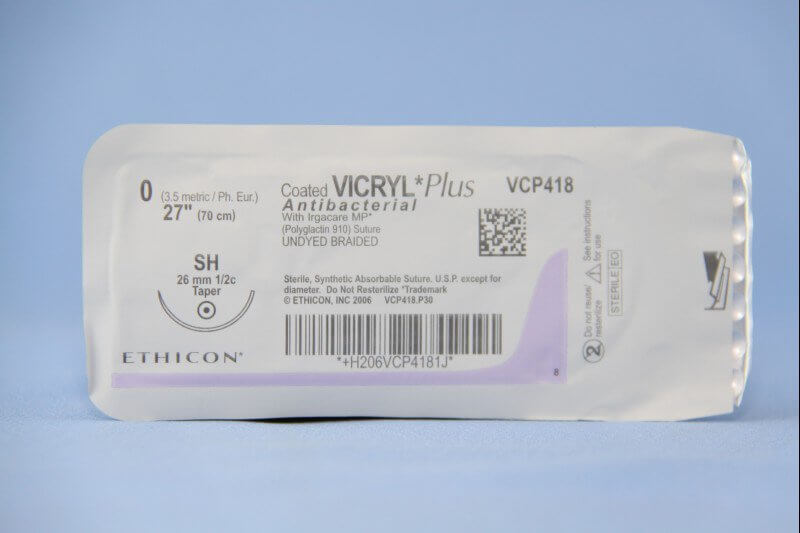 0 (3.5 metric / Ph. Eur.)
27" (70 cm)
SH
26 mm 1/2c
Taper
ETHICON*
Coated VICRYL* Plus VCP418
Antibacterial
With Irgacare MP*
(Polyglactin 910) Suture
UNDYED BRAIDED
Sterile, Synthetic Absorbable Suture, U.S.P. except for
diameter. Do Not Resterilize *Trademark
© ETHICON, INC 2006 VCP418.P30
*+H206VCP4181J*
8
2 Do not reuse/
resterilize
See instructions
for use
STERILE EO